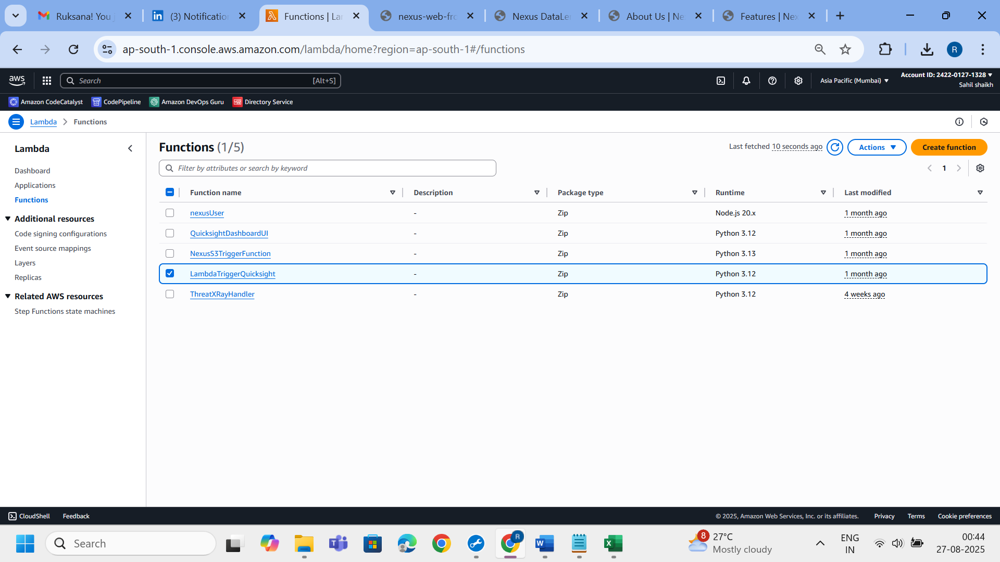 Ruksana! You j
(3) Notification
Functions | La
nexus-web-fro
Nexus DataLe
About Us | Ne
Features | Nex
ap-south-1.console.aws.amazon.com/lambda/home?region=ap-south-1#/functions
R
aws
Search
[Alt+S]
Asia Pacific (Mumbai)
Account ID: 2422-0127-1328
Sahil shaikh
Amazon CodeCatalyst
CodePipeline
Amazon DevOps Guru
Directory Service
Lambda
Functions
Lambda
Dashboard
Applications
Functions
Additional resources
Code signing configurations
Event source mappings
Layers
Replicas
Related AWS resources
Step Functions state machines
Functions (1/5)
Last fetched 10 seconds ago
Actions
Create function
Filter by attributes or search by keyword
1
Function name Description Package type Runtime Last modified
nexusUser - Zip Node.js 20.x 1 month ago
QuicksightDashboardUI - Zip Python 3.12 1 month ago
NexusS3TriggerFunction - Zip Python 3.13 1 month ago
LambdaTriggerQuicksight - Zip Python 3.12 1 month ago
ThreatXRayHandler - Zip Python 3.12 4 weeks ago
CloudShell
Feedback
© 2025, Amazon Web Services, Inc. or its affiliates.
Privacy
Terms
Cookie preferences
Search
8
27°C
Mostly cloudy
ENG
IN
00:44
27-08-2025